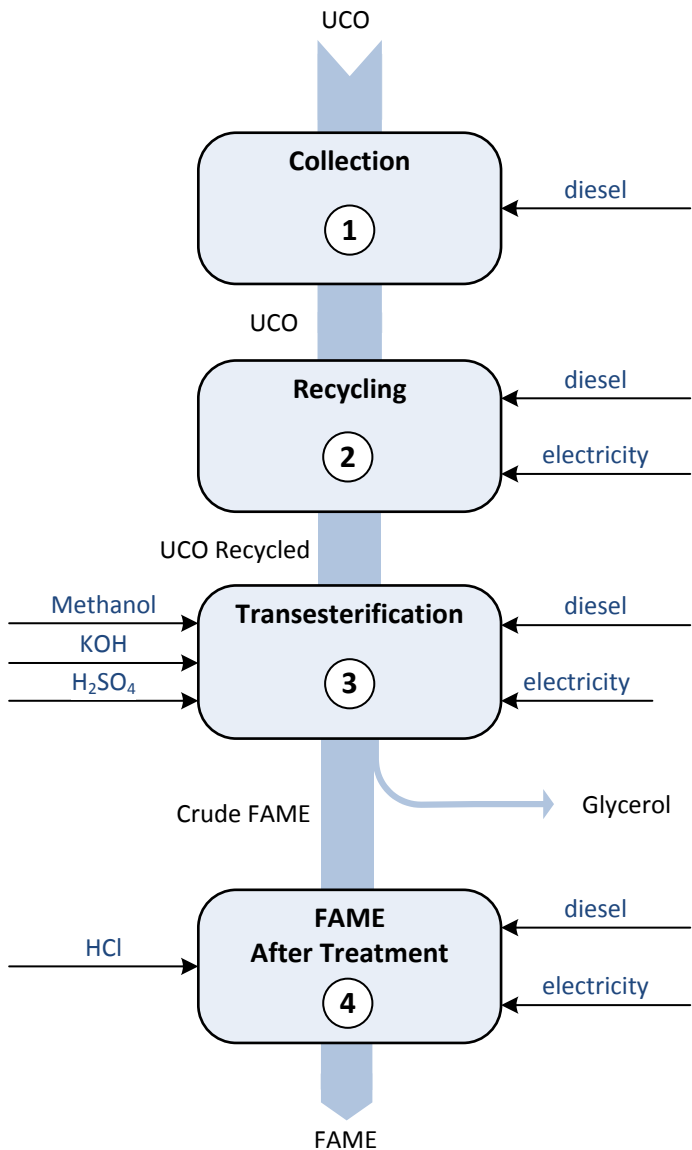 UCO
Collection
diesel
1
UCO
Recycling
diesel
2
electricity
UCO Recycled
Methanol
Transesterification
diesel
KOH
H₂SO₄
3
electricity
Crude FAME
Glycerol
FAME
After Treatment
diesel
HCl
4
electricity
FAME